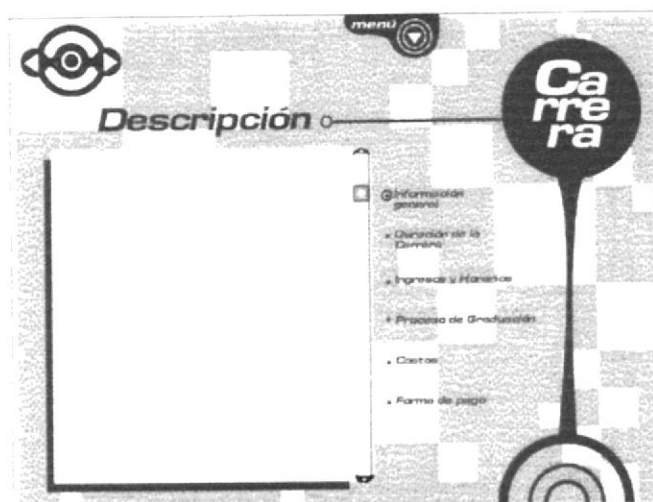 menú
Ca
rre
ra
Descripción
Información
general
Duración de la
Carrera
Ingresos y Horarios
Proceso de Graduación
Costos
Forma de pago